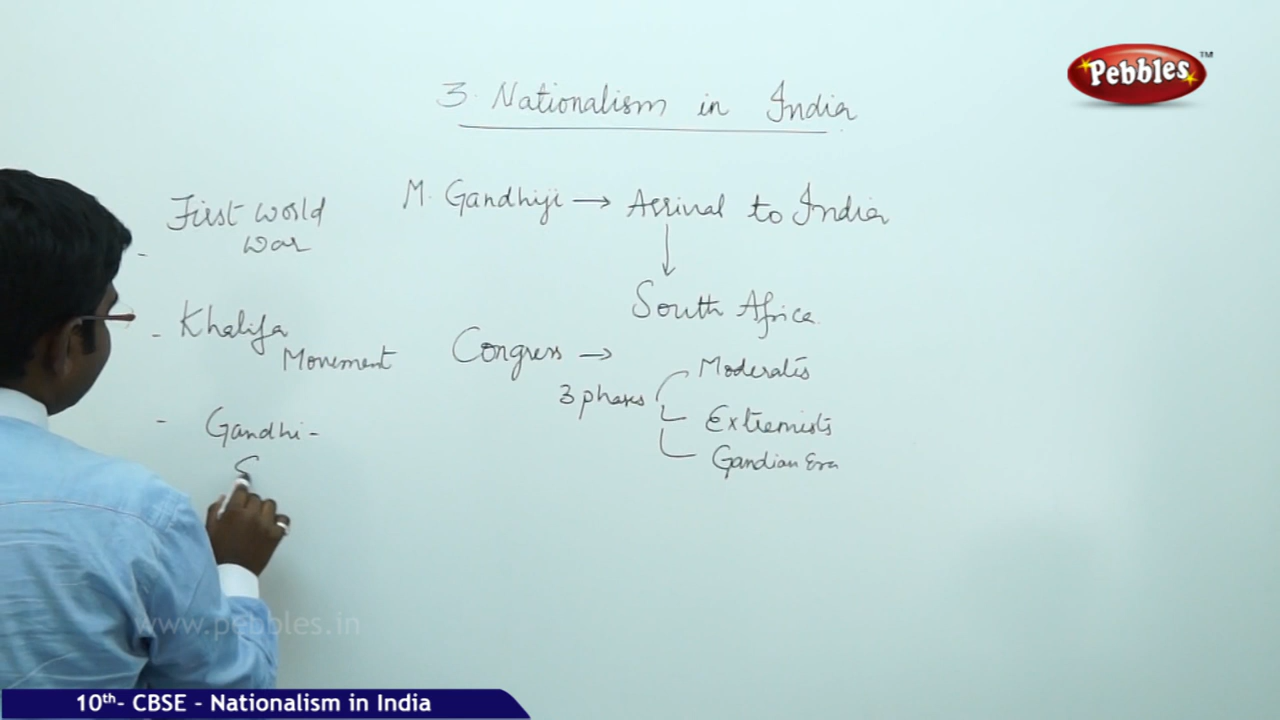 Pebbles™
3. Nationalism in India
M. Gandhiji → Arrival to India
South Africa.
First World
War
- Khalifa
Movement
- Gandhi -
S
Congress →
3 phases
Moderates
Extremists
Gandian Era
www.pebbles.in
10th- CBSE - Nationalism in India